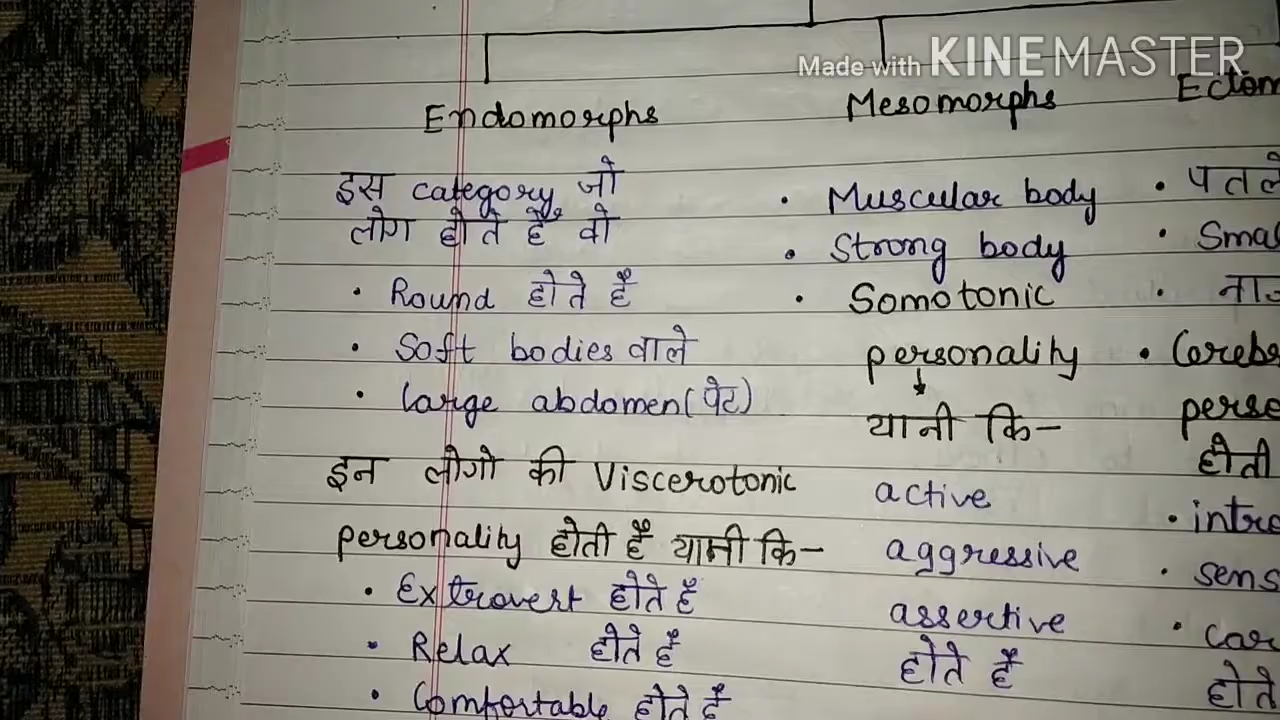 Made with KINEMASTER
Endomorphs
इस category जो
लोग होते हैं वो
• Round होते हैं
• Soft bodies वाले
• Large abdomen(पेट)
इन लोगो की Viscerotonic
personality होती हैं यानी कि-
• Extrovert होते हैं
• Relax होते हैं
• Comfortable होते हैं
Mesomorphs
• Muscular body
• Strong body
• Somotonic
personality
↓
यानी कि-
active
aggressive
assertive
होते हैं
• पतले
•
•
•
होती
•
•
•
होते